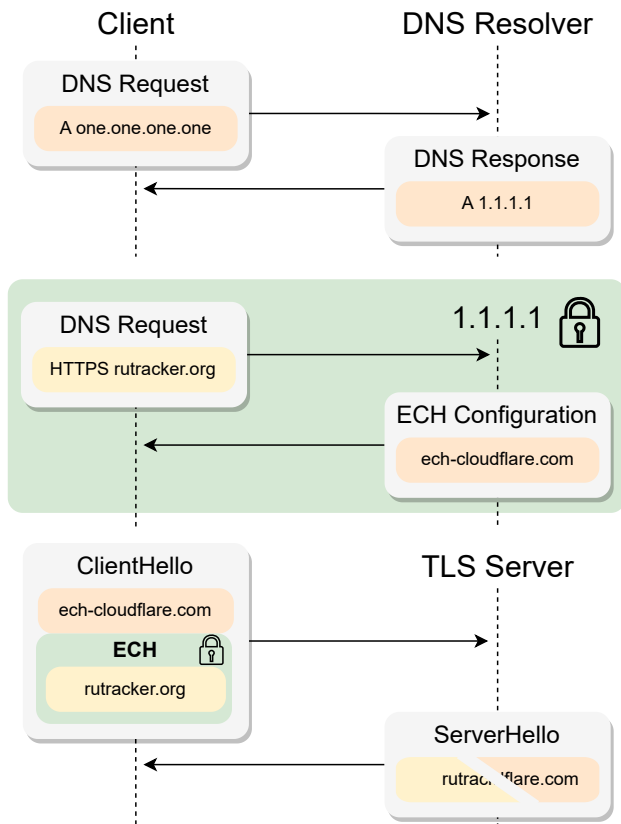 Client
DNS Resolver
DNS Request
A one.one.one.one
DNS Response
A 1.1.1.1
DNS Request
1.1.1.1
HTTPS rutracker.org
ECH Configuration
ech-cloudflare.com
ClientHello
TLS Server
ech-cloudflare.com
ECH
rutracker.org
ServerHello